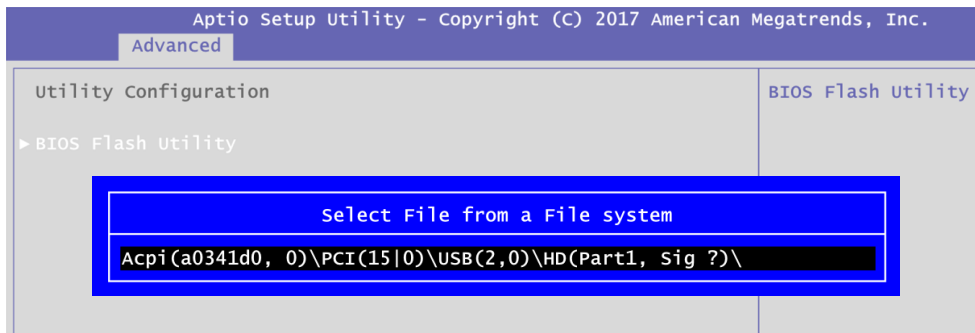 Aptio Setup Utility - Copyright (C) 2017 American Megatrends, Inc.
Advanced
Utility Configuration
BIOS Flash Utility
►BIOS Flash Utility
Select File from a File system
Acpi(a0341d0, 0)\PCI(15|0)\USB(2,0)\HD(Part1, Sig ?)\